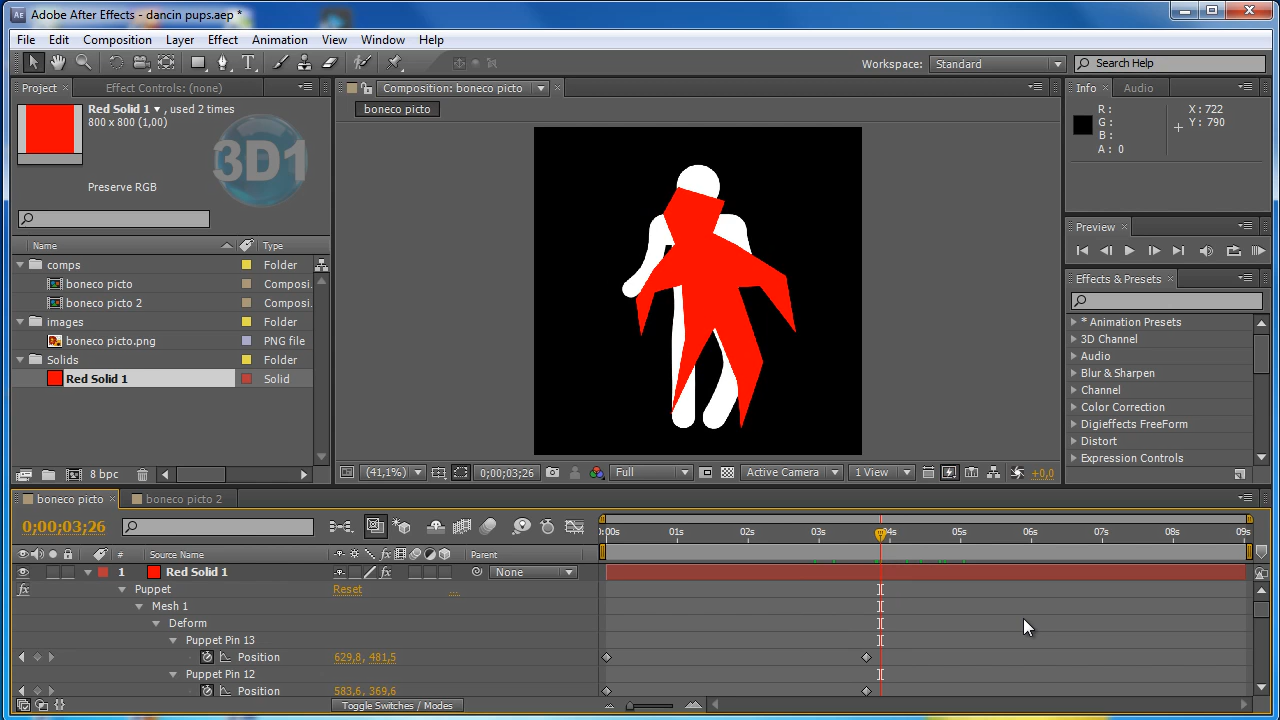 Adobe After Effects - dancin pups.aep *
File Edit Composition Layer Effect Animation View Window Help
Workspace: Standard Search Help
Project Effect Controls: (none)
Composition: boneco picto
Info Audio
boneco picto
Red Solid 1 , used 2 times
800 x 800 (1,00)
R :
G :
B :
A : 0
X : 722
Y : 790
3D1
Preserve RGB
Name Type
comps Folder
boneco picto Composi.
boneco picto 2 Composi.
images Folder
boneco picto.png PNG file
Solids Folder
Red Solid 1 Solid
Preview
Effects & Presets
* Animation Presets
3D Channel
Audio
Blur & Sharpen
Channel
Color Correction
Digieffects FreeForm
Distort
Expression Controls
8 bpc
(41,1%) 0;00;03;26 Full Active Camera 1 View +0,0
boneco picto boneco picto 2
0;00;03;26
0:00s 01s 02s 03s 04s 05s 06s 07s 08s 09s
# Source Name Parent
1 Red Solid 1 None
fx Puppet Reset ...
Mesh 1
Deform
Puppet Pin 13
Position 629,8, 481,5
Puppet Pin 12
Position 583,6, 369,6
Toggle Switches / Modes